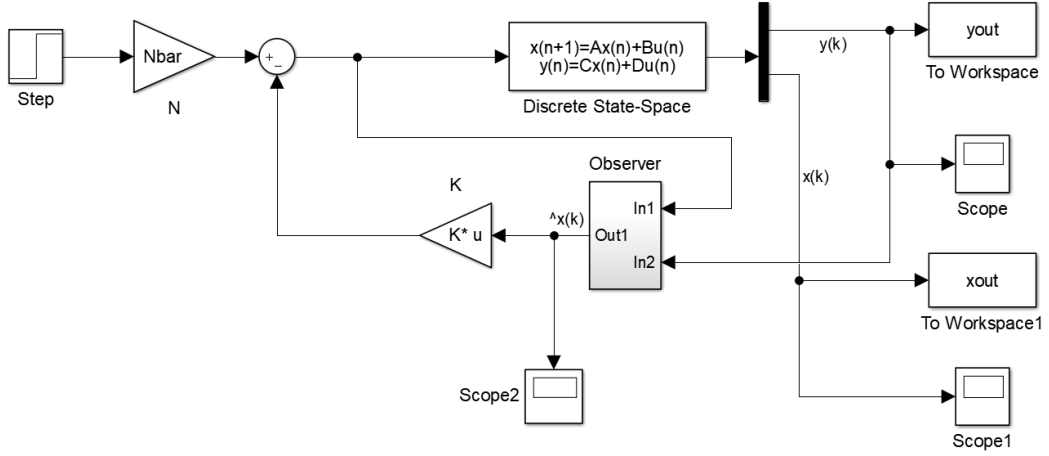 Step
Nbar
N
+
−
x(n+1)=Ax(n)+Bu(n)
y(n)=Cx(n)+Du(n)
Discrete State-Space
y(k)
yout
To Workspace
Scope
x(k)
Observer
In1
Out1
In2
^x(k)
K
K* u
xout
To Workspace1
Scope2
Scope1